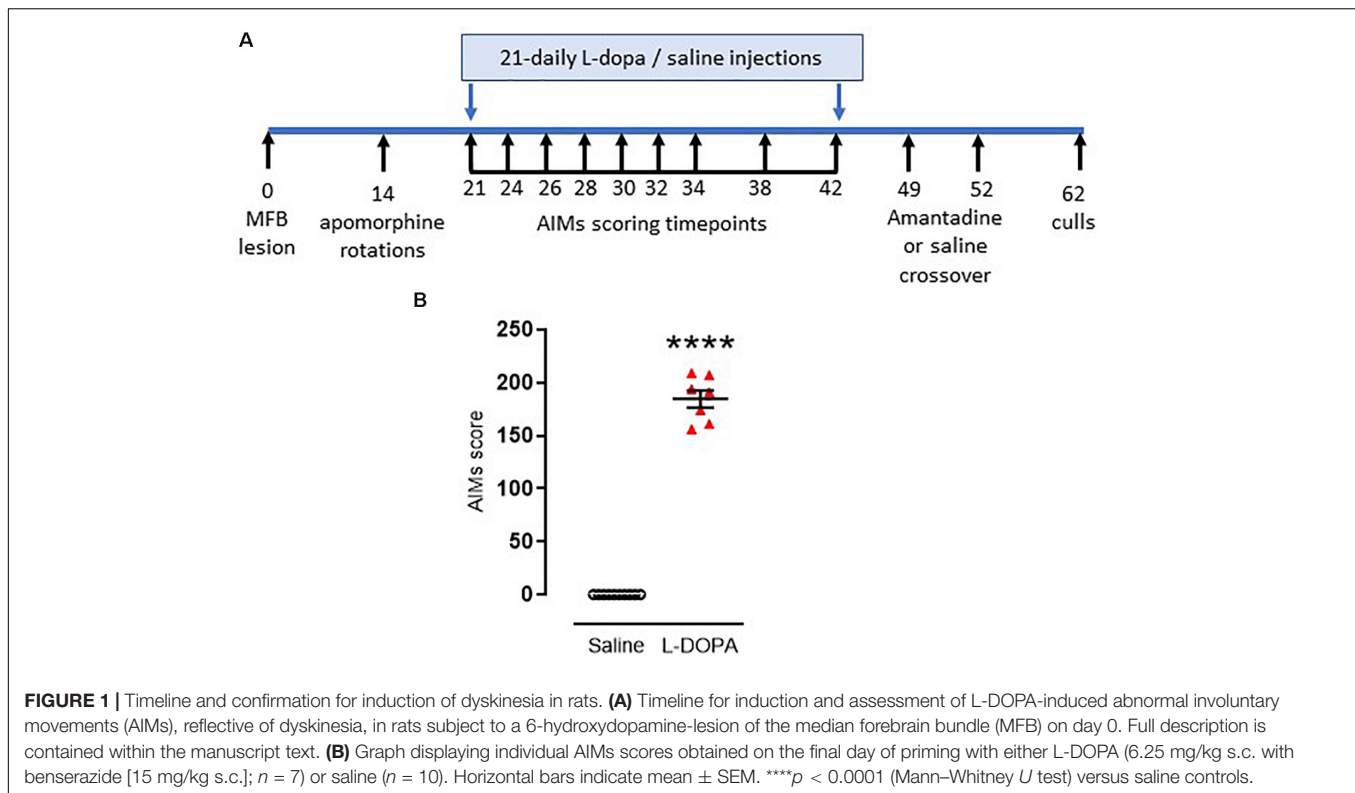 A
21-daily L-dopa / saline injections
0 14 21 24 26 28 30 32 34 38 42 49 52 62
MFB lesion
apomorphine rotations
AIMs scoring timepoints
Amantadine or saline crossover
culls
B
250
200
150
100
50
0
AIMs score
****
Saline L-DOPA
FIGURE 1 | Timeline and confirmation for induction of dyskinesia in rats. (A) Timeline for induction and assessment of L-DOPA-induced abnormal involuntary
movements (AIMs), reflective of dyskinesia, in rats subject to a 6-hydroxydopamine-lesion of the median forebrain bundle (MFB) on day 0. Full description is
contained within the manuscript text. (B) Graph displaying individual AIMs scores obtained on the final day of priming with either L-DOPA (6.25 mg/kg s.c. with
benserazide [15 mg/kg s.c.]; n = 7) or saline (n = 10). Horizontal bars indicate mean ± SEM. ****p < 0.0001 (Mann–Whitney U test) versus saline controls.